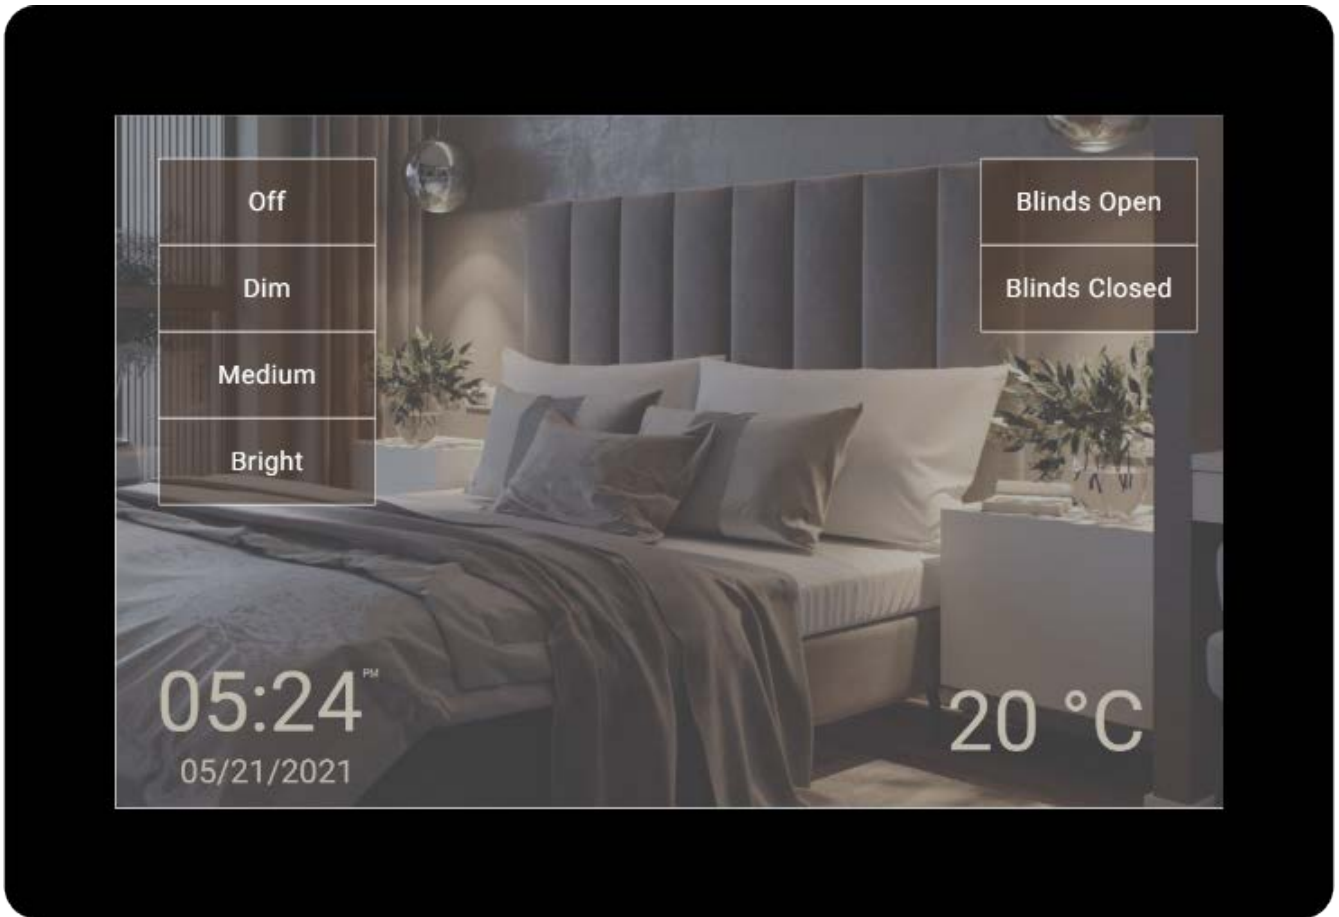 Off
Dim
Medium
Bright
Blinds Open
Blinds Closed
05:24 PM
05/21/2021
20 °C